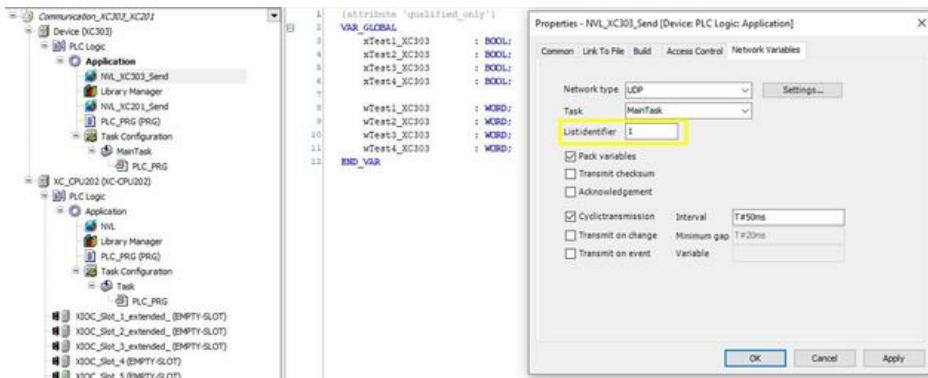 Communication_XC303_XC201
Device (XC303)
PLC Logic
Application
NVL_XC303_Send
Library Manager
NVL_XC201_Send
PLC_PRG (PRG)
Task Configuration
MainTask
PLC_PRG
XC_CPU202 (XC-CPU202)
PLC Logic
Application
NVL
Library Manager
PLC_PRG (PRG)
Task Configuration
Task
PLC_PRG
XIOC_Slot_1_extended_ (EMPTY-SLOT)
XIOC_Slot_2_extended_ (EMPTY-SLOT)
XIOC_Slot_3_extended_ (EMPTY-SLOT)
XIOC_Slot_4 (EMPTY-SLOT)
XIOC_Slot_5 (EMPTY-SLOT)
1 {attribute 'qualified_only'}
2 VAR_GLOBAL
3 xTest1_XC303 : BOOL;
4 xTest2_XC303 : BOOL;
5 xTest3_XC303 : BOOL;
6 xTest4_XC303 : BOOL;
7
8 wTest1_XC303 : WORD;
9 wTest2_XC303 : WORD;
10 wTest3_XC303 : WORD;
11 wTest4_XC303 : WORD;
12 END_VAR
Properties - NVL_XC303_Send [Device: PLC Logic: Application]
Common Link To File Build Access Control Network Variables
Network type UDP Settings...
Task MainTask
Listidentifier 1
Pack variables
Transmit checksum
Acknowledgement
Cyclictransmission Interval T#50ms
Transmit on change Minimum gap T#20ms
Transmit on event Variable
OK Cancel Apply